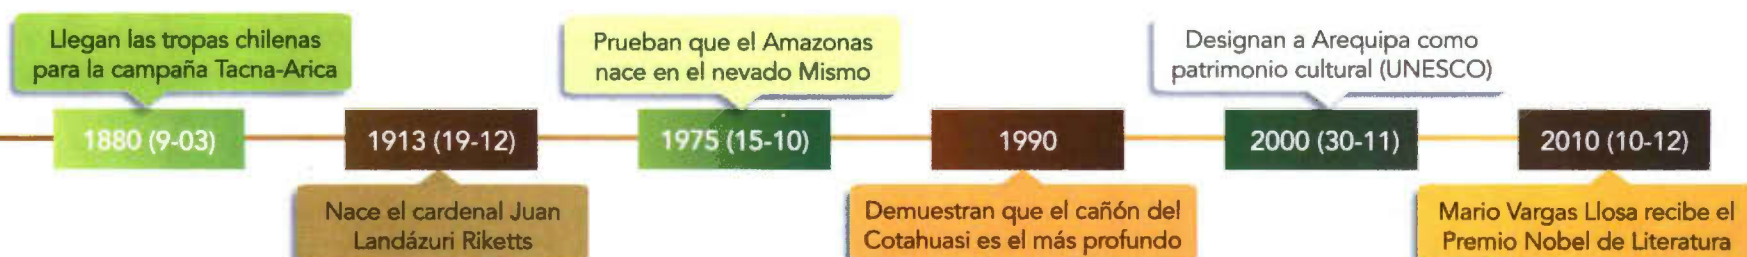 Llegan las tropas chilenas
para la campaña Tacna-Arica
1880 (9-03)
1913 (19-12)
Nace el cardenal Juan
Landázuri Riketts
Prueban que el Amazonas
nace en el nevado Mismo
1975 (15-10)
1990
Demuestran que el cañón del
Cotahuasi es el más profundo
Designan a Arequipa como
patrimonio cultural (UNESCO)
2000 (30-11)
2010 (10-12)
Mario Vargas Llosa recibe el
Premio Nobel de Literatura